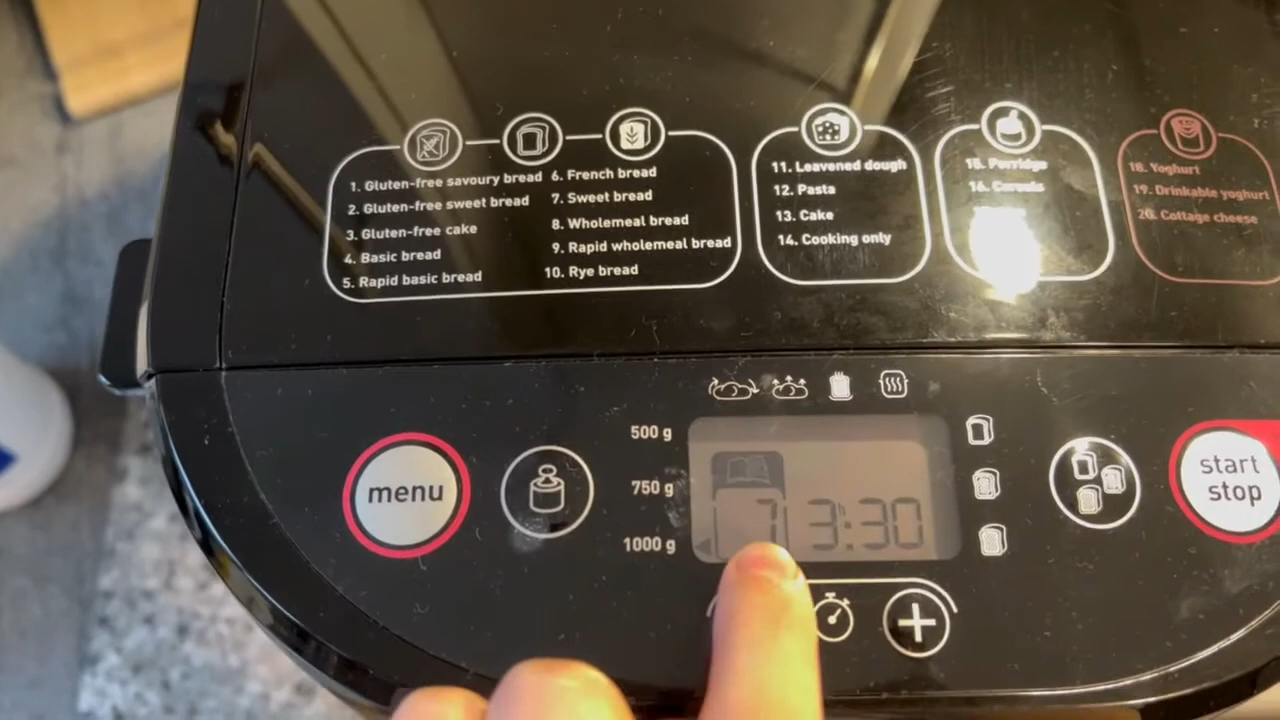 1. Gluten-free savoury bread
2. Gluten-free sweet bread
3. Gluten-free cake
4. Basic bread
5. Rapid basic bread
6. French bread
7. Sweet bread
8. Wholemeal bread
9. Rapid wholemeal bread
10. Rye bread
11. Leavened dough
12. Pasta
13. Cake
14. Cooking only
15. Porridge
16. Cereals
18. Yoghurt
19. Drinkable yoghurt
20. Cottage cheese
menu
500 g
750 g
1000 g
7 3:30
start
stop